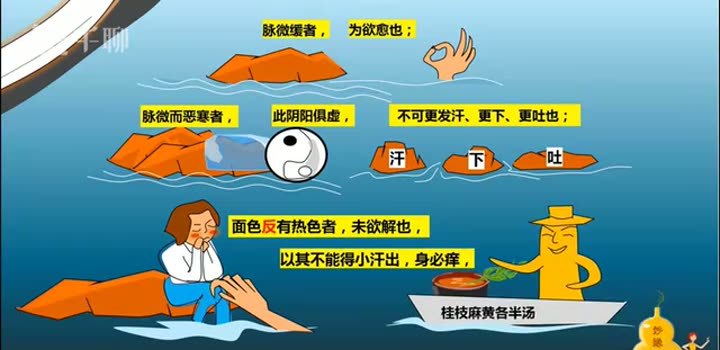 千聊
脉微缓者， 为欲愈也；
脉微而恶寒者， 此阴阳俱虚， 不可更发汗、更下、更吐也；
汗 下 吐
面色反有热色者，未欲解也，
以其不能得小汗出，身必痒，
桂枝麻黄各半汤